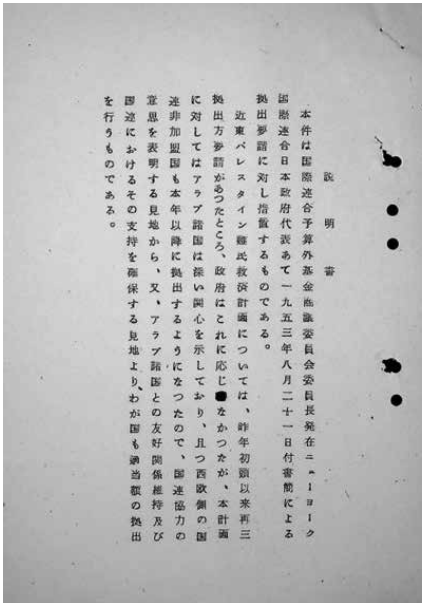 説明書
本件は国際連合予算外基金商議委員会委員長発在ニューヨーク
国際連合日本政府代表あて一九五三年八月二十一日付書簡による
拠出要請に対し措置するものである。
近東パレスタイン難民救済計画については、昨年初頭以来再三
拠出方要請があつたところ、政府はこれに応じなかつたが、本計画
に対してはアラブ諸国は深い関心を示しており、且つ西欧側の国
連非加盟国も本年以降に拠出するようになつたので、国連協力の
意思を表明する見地から、又、アラブ諸国との友好関係維持及び
国連におけるその支持を確保する見地より、わが国も適当額の拠出
を行うものである。